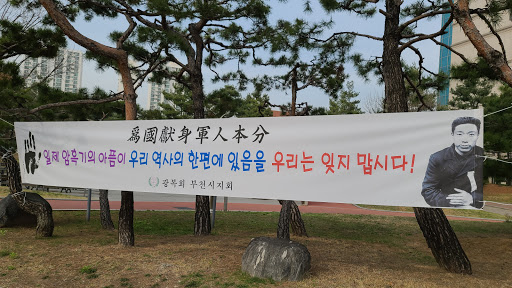 爲國獻身軍人本分
일제 암흑기의 아픔이 우리 역사의 한편에 있음을 우리는 잊지 맙시다!
광복회 부천시지회